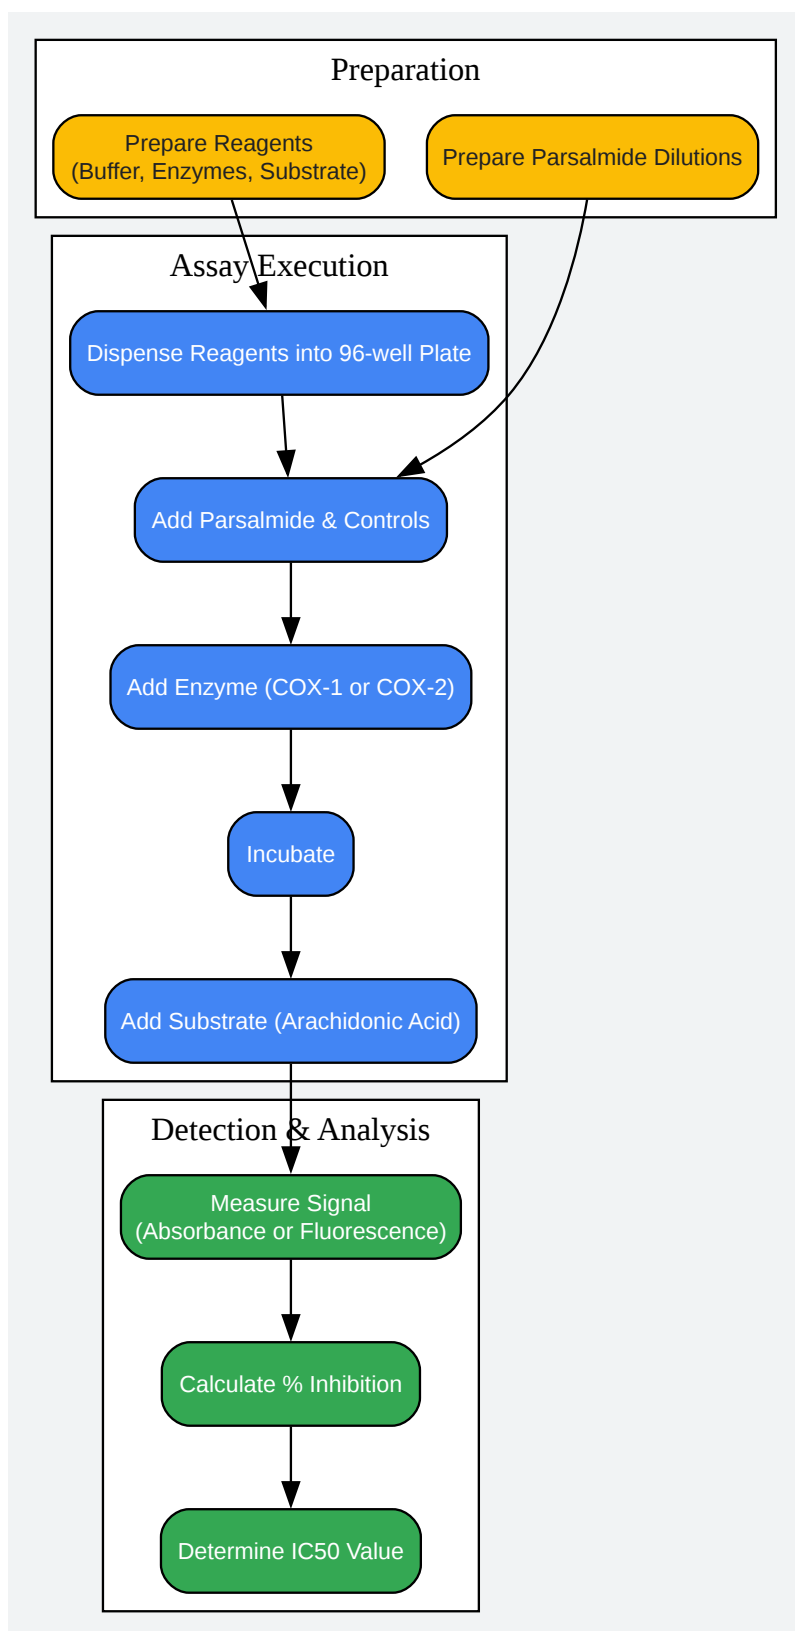 Preparation
Prepare Reagents
(Buffer, Enzymes, Substrate)
Prepare Parsalmide Dilutions
Assay Execution
Dispense Reagents into 96-well Plate
Add Parsalmide & Controls
Add Enzyme (COX-1 or COX-2)
Incubate
Add Substrate (Arachidonic Acid)
Detection & Analysis
Measure Signal
(Absorbance or Fluorescence)
Calculate % Inhibition
Determine IC50 Value